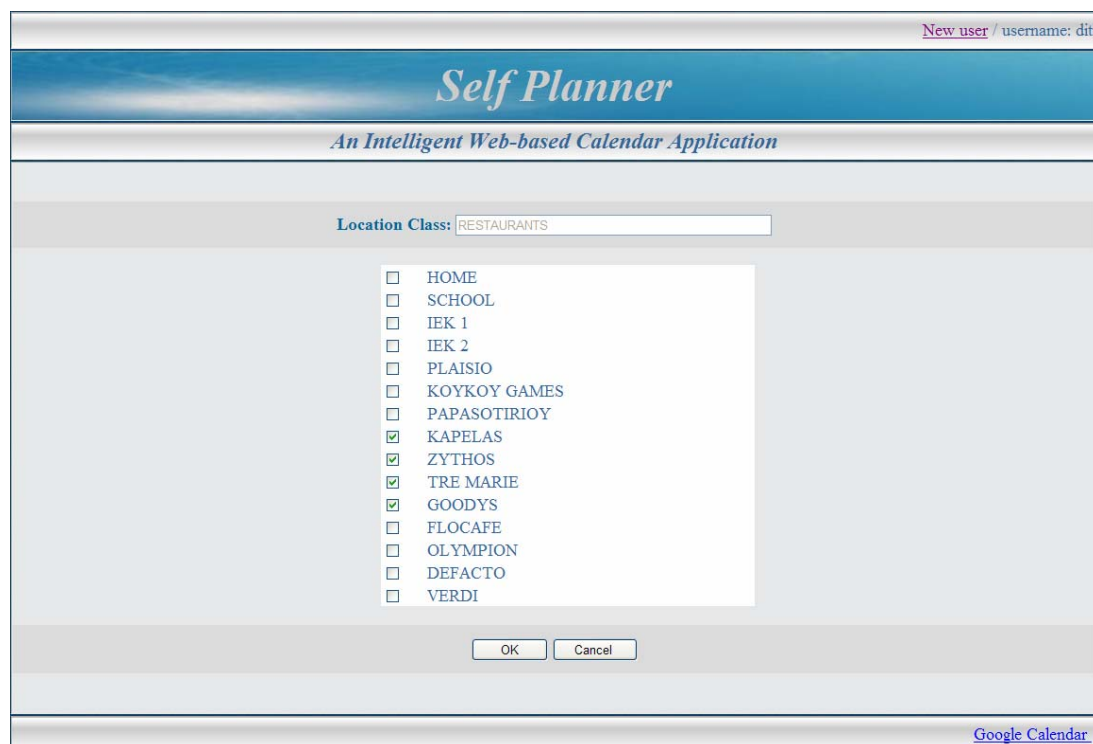 New user / username: dit
Self Planner
An Intelligent Web-based Calendar Application
Location Class: RESTAURANTS
HOME
SCHOOL
IEK 1
IEK 2
PLAISIO
KOYKOY GAMES
PAPASOTIRIOY
KAPELAS
ZYTHOS
TRE MARIE
GOODYS
FLOCAFE
OLYMPION
DEFACTO
VERDI
OK Cancel
Google Calendar